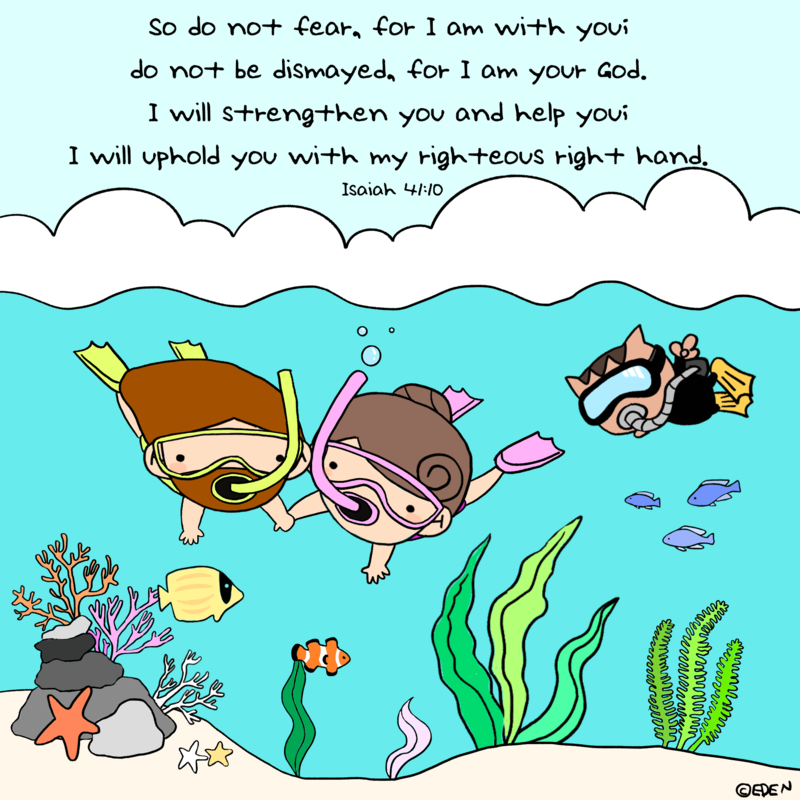 So do not fear, for I am with you;
do not be dismayed, for I am your God.
I will strengthen you and help you;
I will uphold you with my righteous right hand.
Isaiah 41:10
©EDEN